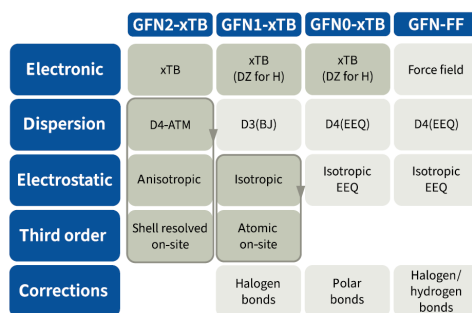 GFN2-xTB GFN1-xTB GFN0-xTB GFN-FF
Electronic xTB xTB xTB Force field
(DZ for H) (DZ for H)
Dispersion D4-ATM D3(BJ) D4(EEQ) D4(EEQ)
Electrostatic Anisotropic Isotropic Isotropic Isotropic
EEQ EEQ
Third order Shell resolved Atomic
on-site on-site
Corrections Halogen Polar Halogen/
bonds bonds hydrogen
bonds